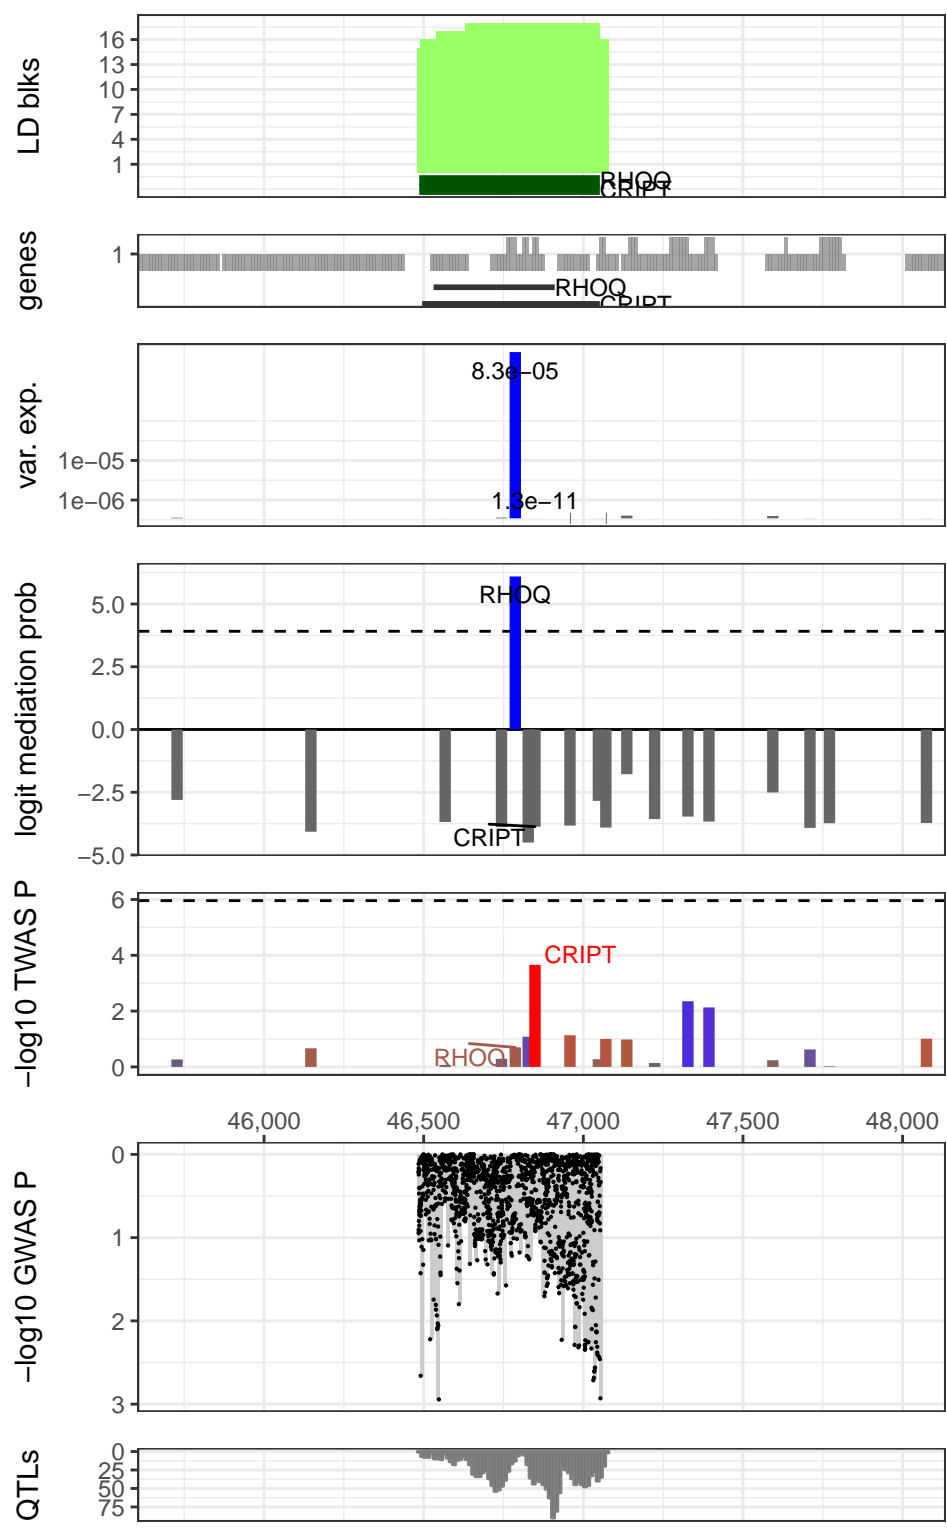 LD blks
16
13
10
7
4
1
RHOQ
CRIPT
genes
1
RHOQ
CRIPT
var. exp.
8.3e−05
1e−05
1e−06
1.3e−11
logit mediation prob
5.0
2.5
0.0
−2.5
−5.0
RHOQ
CRIPT
−log10 TWAS P
6
4
2
0
CRIPT
RHOQ
46,000
46,500
47,000
47,500
48,000
−log10 GWAS P
0
1
2
3
QTLs
0
25
50
75